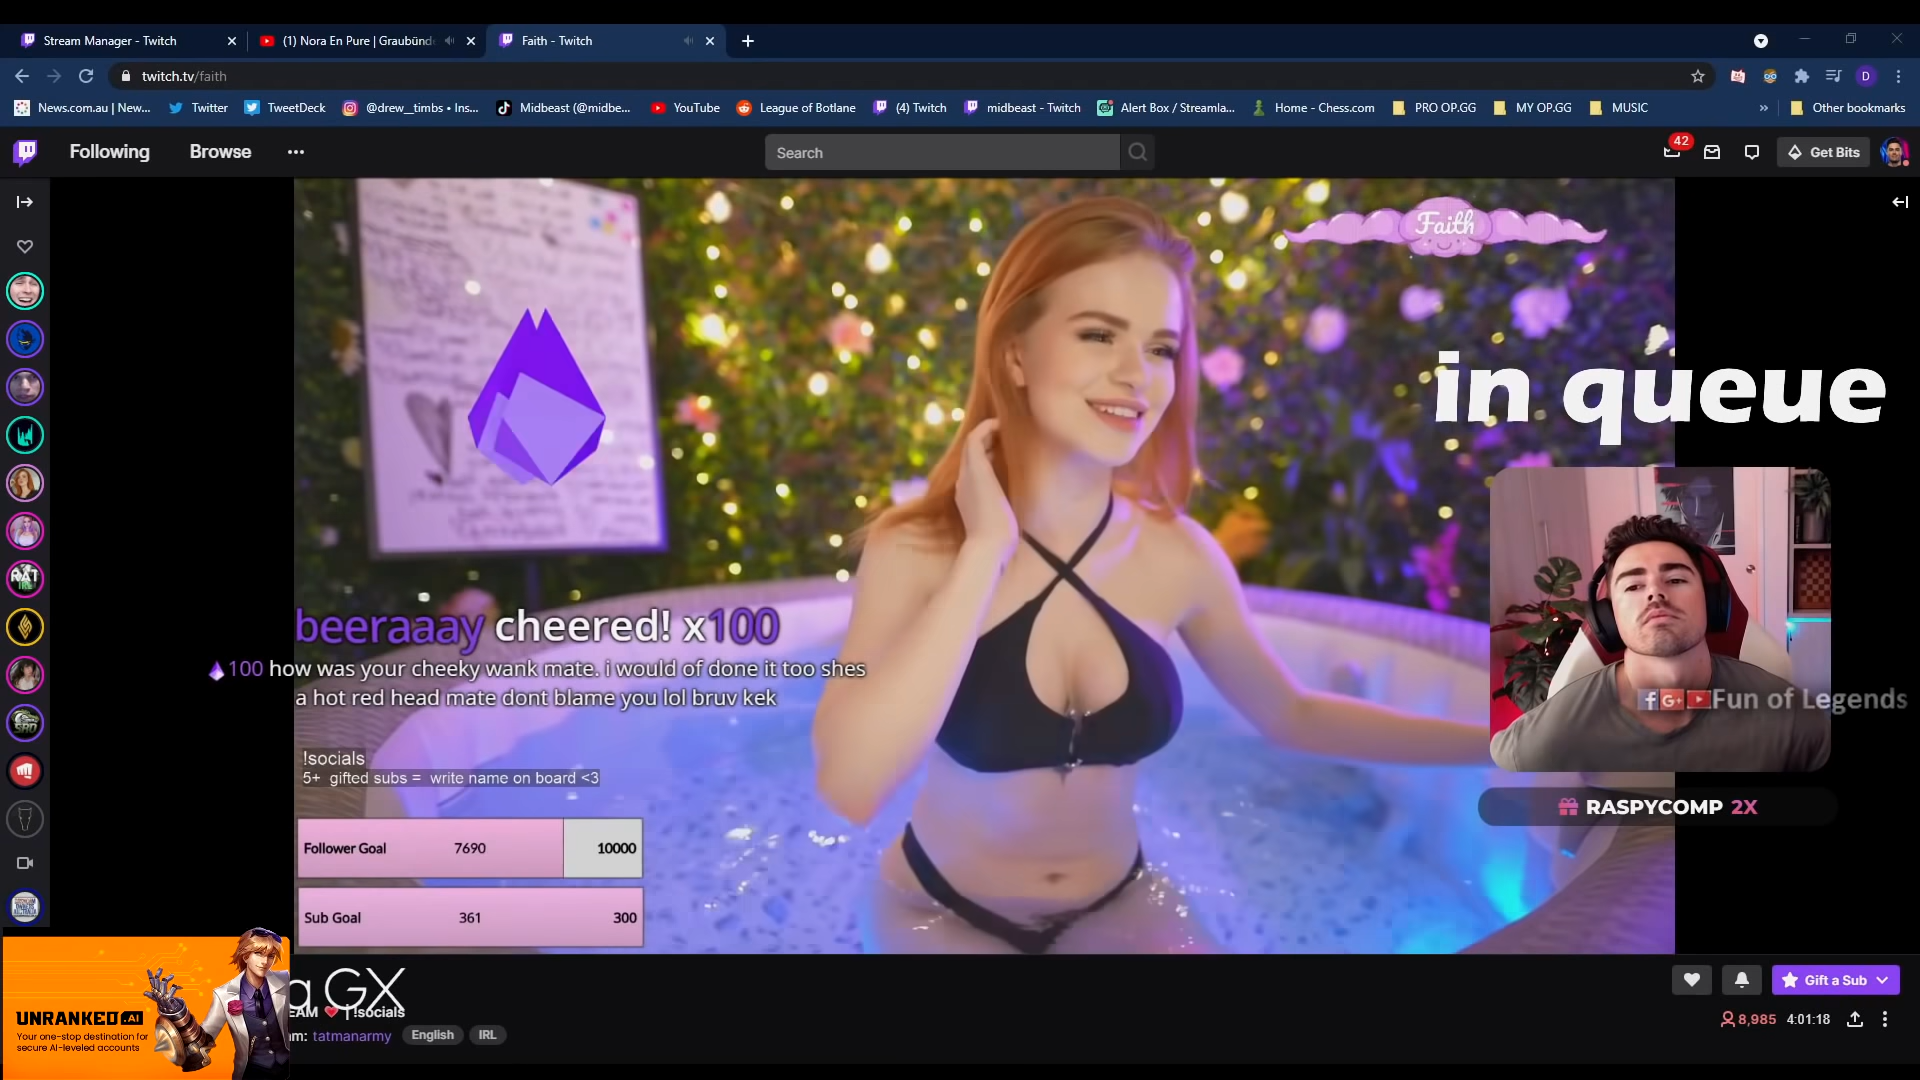 Stream Manager - Twitch
(1) Nora En Pure | Graubünd
Faith - Twitch
twitch.tv/faith
News.com.au | New...
Twitter
TweetDeck
@drew__timbs • Ins...
Midbeast (@midbe...
YouTube
League of Botlane
(4) Twitch
midbeast - Twitch
Alert Box / Streamla...
Home - Chess.com
PRO OP.GG
MY OP.GG
MUSIC
»
Other bookmarks
D
Following
Browse
Search
42
Get Bits
Faith
in queue
RAT
beeraaay cheered! x100
100 how was your cheeky wank mate. i would of done it too shes
a hot red head mate dont blame you lol bruv kek
Fun of Legends
!socials
5+ gifted subs = write name on board <3
RASPYCOMP 2X
Follower Goal 7690 10000
Sub Goal 361 300
a GX
EAM | !socials
m: tatmanarmy
English
IRL
Gift a Sub
8,985
4:01:18
UNRANKED.AI
Your one-stop destination for
secure AI-leveled accounts